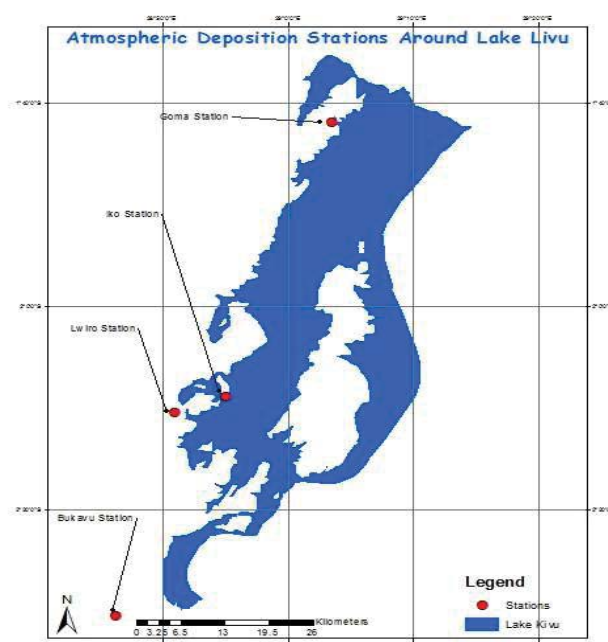 Atmospheric Deposition Stations Around Lake Livu
Goma Station
Iko Station
Lwiro Station
Bukavu Station
N
Kilometers
0 3.25 6.5 13 19.5 26
Legend
Stations
Lake Kivu